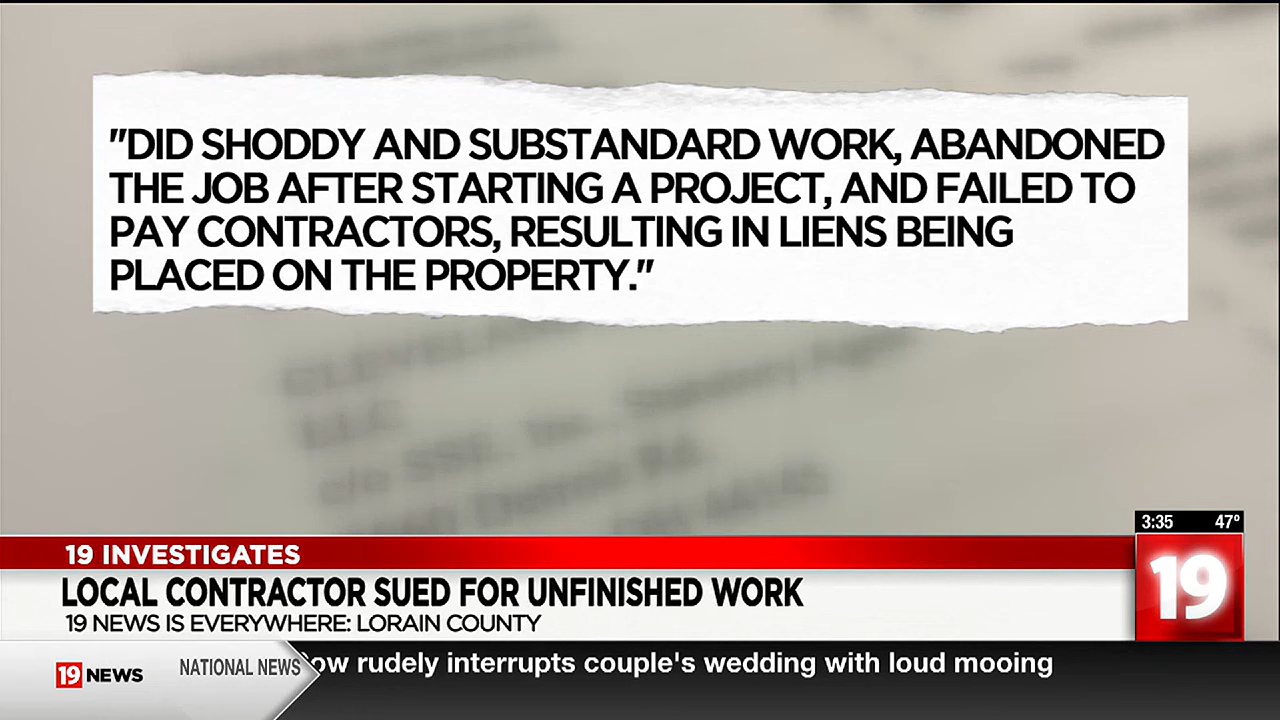 "DID SHODDY AND SUBSTANDARD WORK, ABANDONED
THE JOB AFTER STARTING A PROJECT, AND FAILED TO
PAY CONTRACTORS, RESULTING IN LIENS BEING
PLACED ON THE PROPERTY."
3:35 47°
19 INVESTIGATES
19
LOCAL CONTRACTOR SUED FOR UNFINISHED WORK
19 NEWS IS EVERYWHERE: LORAIN COUNTY
19 NEWS NATIONAL NEWS ow rudely interrupts couple's wedding with loud mooing